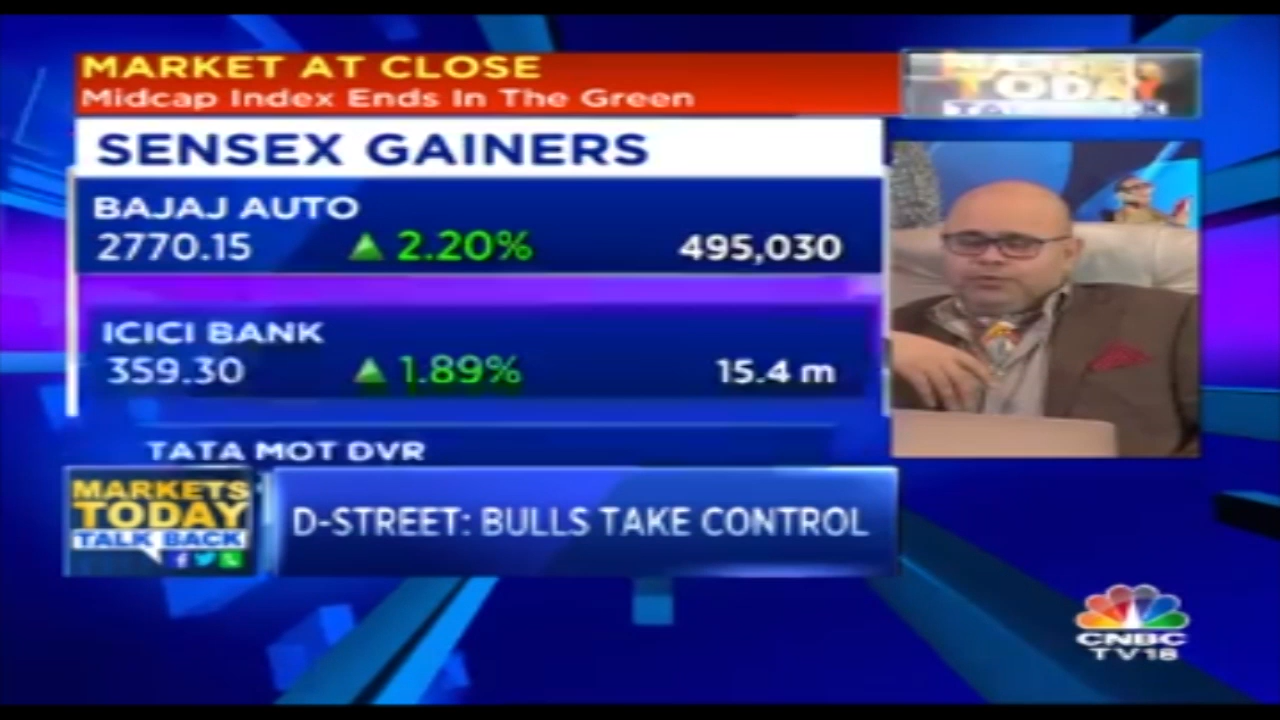 MARKET AT CLOSE
Midcap Index Ends In The Green
TODAY
SENSEX GAINERS
BAJAJ AUTO
2770.15 ▲ 2.20% 495,030
ICICI BANK
359.30 ▲ 1.89% 15.4 m
TATA MOT DVR
MARKETS
TODAY
TALK BACK
D-STREET: BULLS TAKE CONTROL
CNBC
TV18